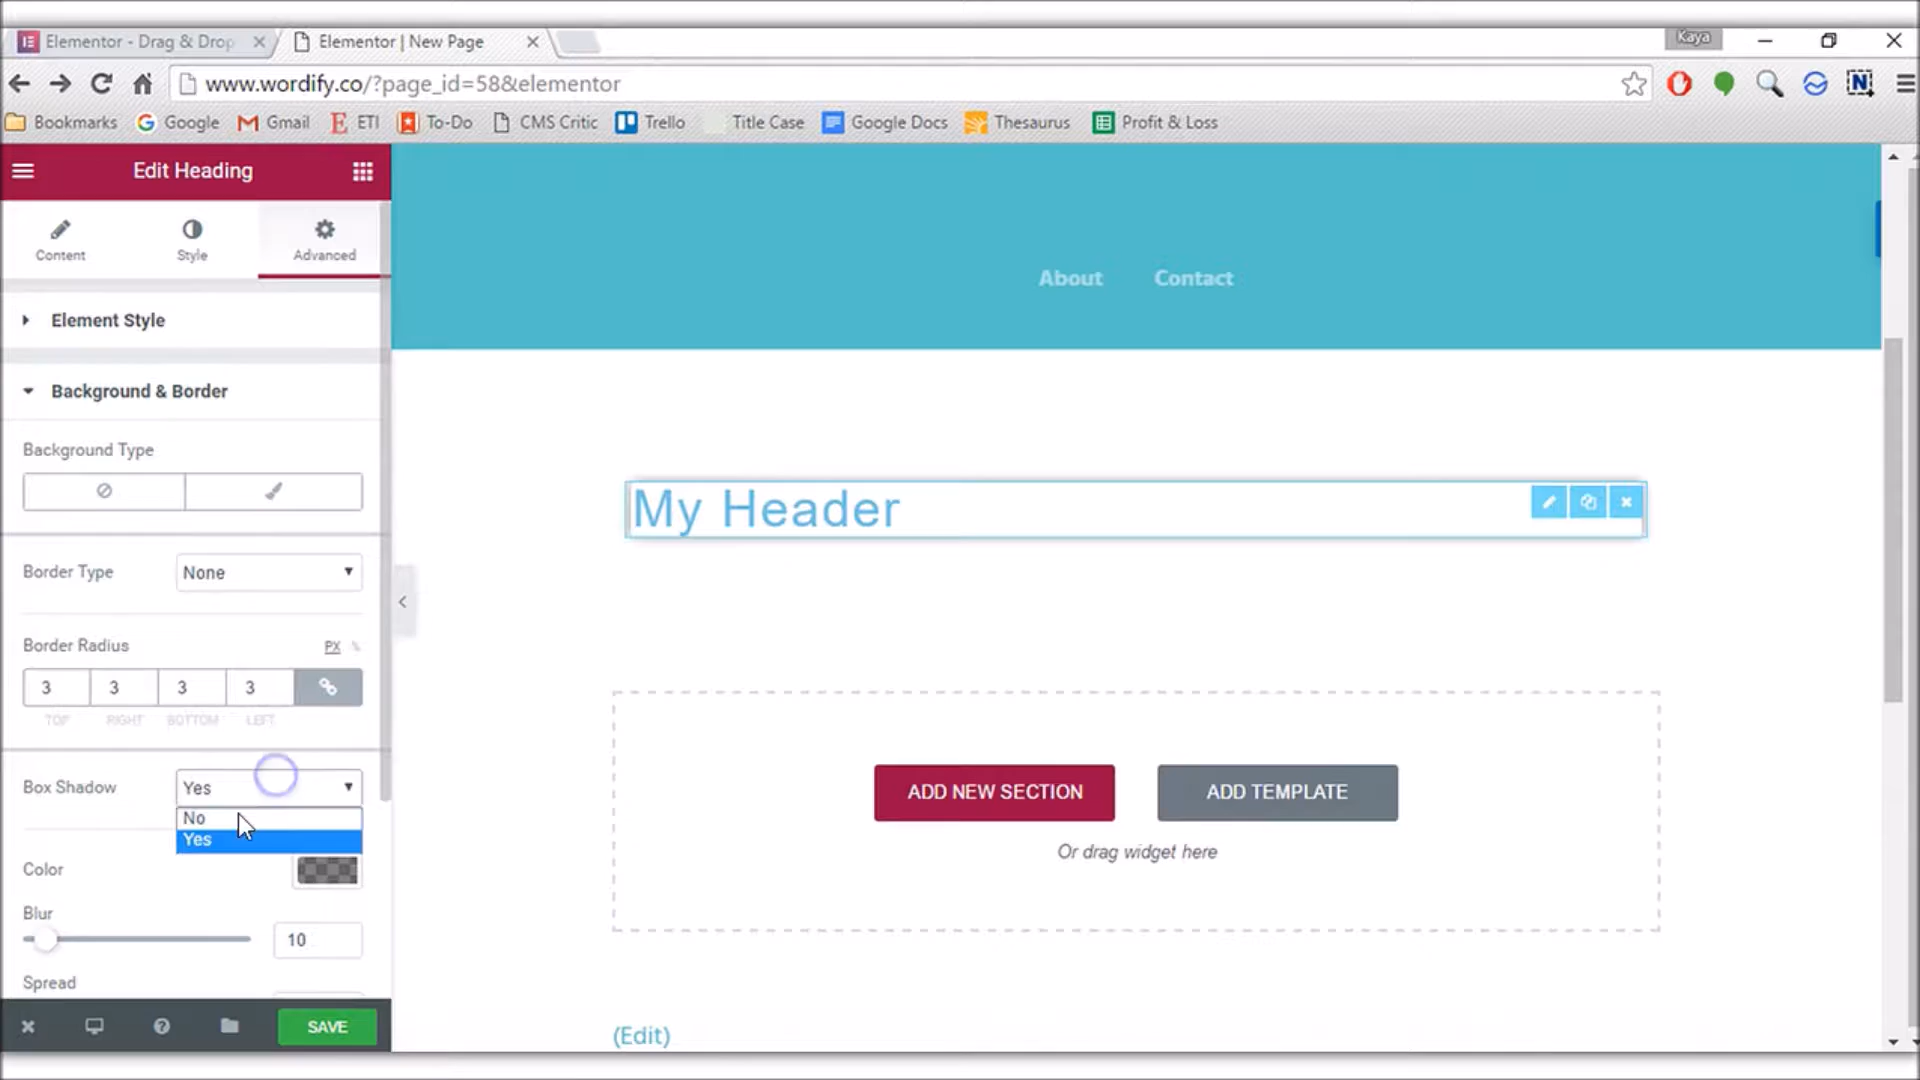 Elementor - Drag & Drop
Elementor | New Page
Kaya
www.wordify.co/?page_id=58&elementor
Bookmarks
Google
Gmail
ETI
To-Do
CMS Critic
Trello
Title Case
Google Docs
Thesaurus
Profit & Loss
Edit Heading
Content
Style
Advanced
Element Style
Background & Border
Background Type
Border Type
None
Border Radius
PX
%
3
3
3
3
TOP
RIGHT
BOTTOM
LEFT
Box Shadow
Yes
No
Yes
Color
Blur
10
Spread
SAVE
About
Contact
My Header
ADD NEW SECTION
ADD TEMPLATE
Or drag widget here
(Edit)